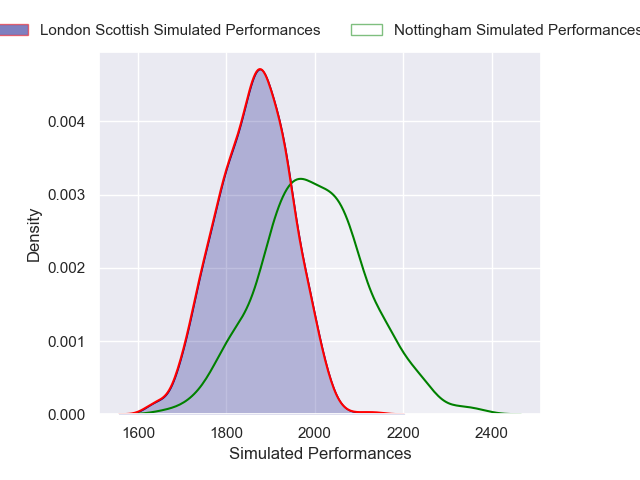 London Scottish Simulated Performances
Nottingham Simulated Performances
0.004
0.003
0.002
0.001
0.000
Density
1600
1800
2000
2200
2400
Simulated Performances